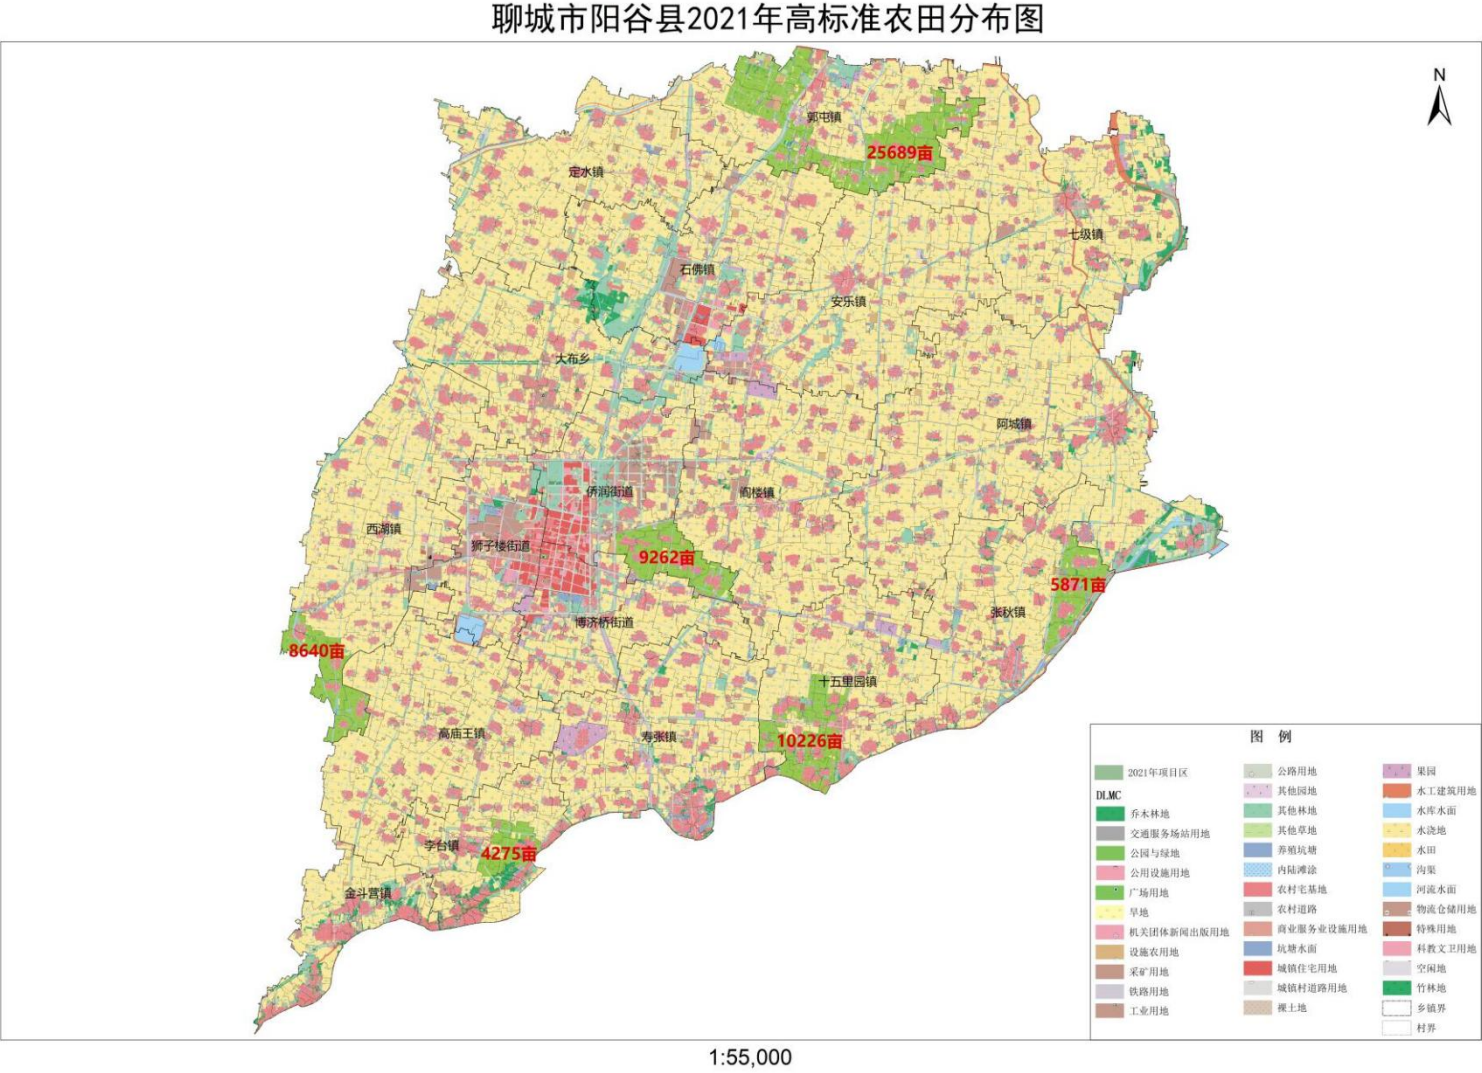 聊城市阳谷县2021年高标准农田分布图
N
郭屯镇
25689亩
定水镇
七级镇
石佛镇
安乐镇
大布乡
阿城镇
侨润街道
阎楼镇
西湖镇
狮子楼街道
9262亩
5871亩
张秋镇
博济桥街道
8640亩
十五里园镇
高庙王镇
寿张镇
10226亩
李台镇
4275亩
金斗营镇
图 例
2021年项目区
DLMC
乔木林地
交通服务场站用地
公园与绿地
公用设施用地
广场用地
旱地
机关团体新闻出版用地
设施农用地
采矿用地
铁路用地
工业用地
公路用地
其他园地
其他林地
其他草地
养殖坑塘
内陆滩涂
农村宅基地
农村道路
商业服务业设施用地
坑塘水面
城镇住宅用地
城镇村道路用地
裸土地
果园
水工建筑用地
水库水面
水浇地
水田
沟渠
河流水面
物流仓储用地
特殊用地
科教文卫用地
空闲地
竹林地
乡镇界
村界
1:55,000